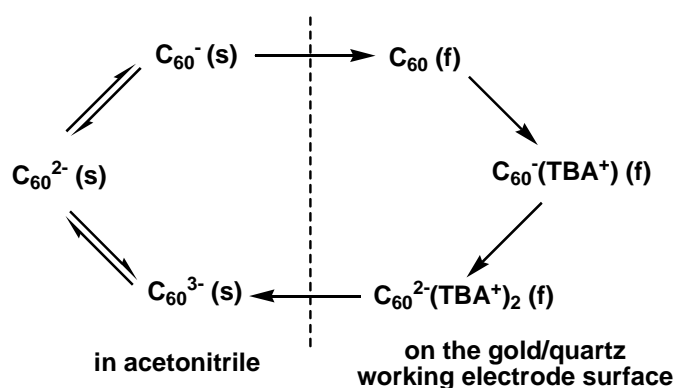 C₆₀⁻ (s)
C₆₀ (f)
C₆₀²⁻ (s)
C₆₀⁻(TBA⁺) (f)
C₆₀³⁻ (s)
C₆₀²⁻(TBA⁺)₂ (f)
in acetonitrile
on the gold/quartz
working electrode surface